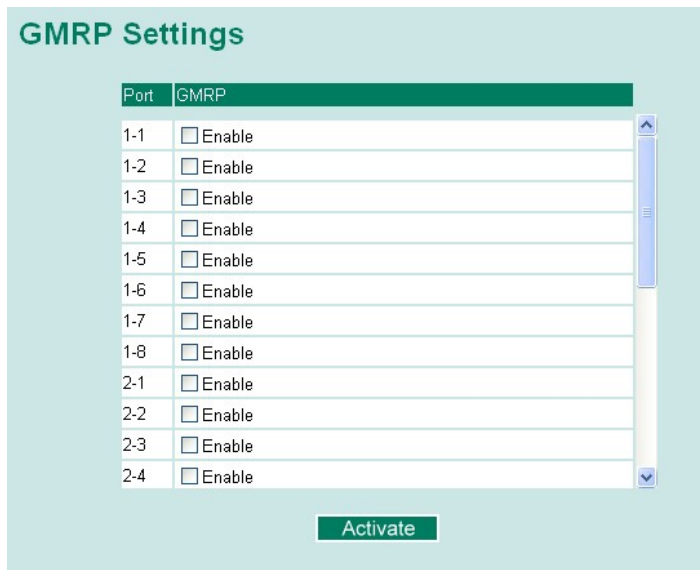 GMRP Settings
Port GMRP
1-1 Enable
1-2 Enable
1-3 Enable
1-4 Enable
1-5 Enable
1-6 Enable
1-7 Enable
1-8 Enable
2-1 Enable
2-2 Enable
2-3 Enable
2-4 Enable
Activate